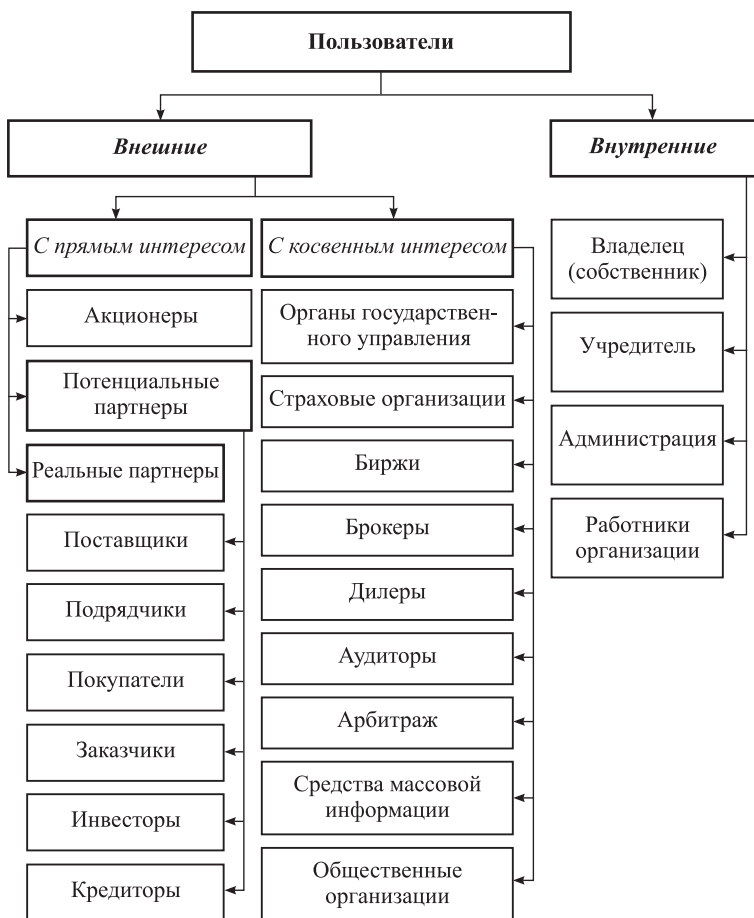 Пользователи
Внешние
Внутренние
С прямым интересом
Акционеры
Потенциальные
партнеры
Реальные партнеры
Поставщики
Подрядчики
Покупатели
Заказчики
Инвесторы
Кредиторы
С косвенным интересом
Органы государствен-
ного управления
Страховые организации
Биржи
Брокеры
Дилеры
Аудиторы
Арбитраж
Средства массовой
информации
Общественные
организации
Владелец
(собственник)
Учредитель
Администрация
Работники
организации